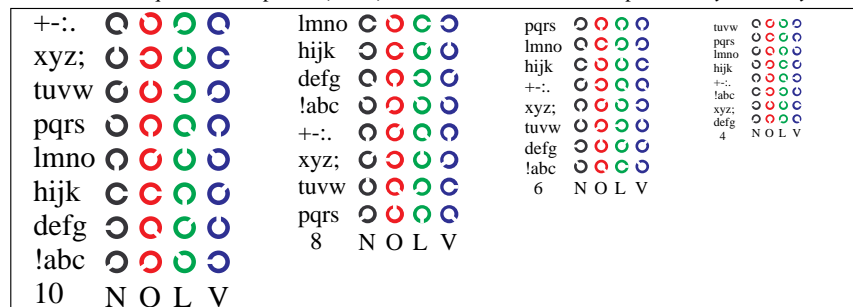 +-:.
xyz;
tuvw
pqrs
lmno
hijk
defg
!abc
10 N O L V
lmno
hijk
defg
!abc
+-:.
xyz;
tuvw
pqrs
8 N O L V
pqrs
lmno
hijk
+-:.
xyz;
tuvw
defg
!abc
6 N O L V
tuvw
pqrs
lmno
hijk
+-:.
!abc
xyz;
defg
4 N O L V